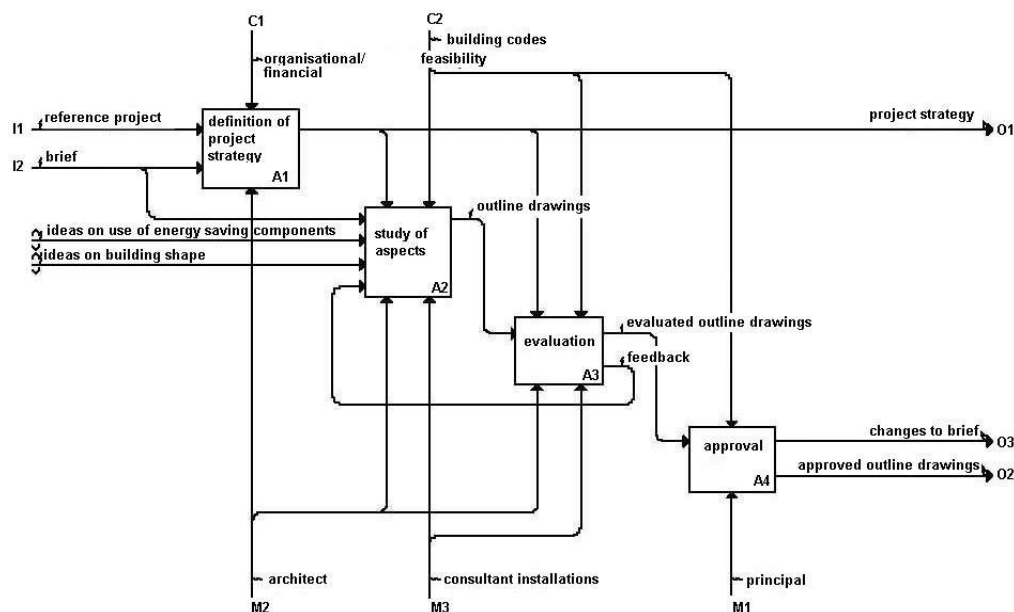 C1
C2
building codes
organisational/
financial
feasibility
I1
reference project
definition of
project
strategy
A1
project strategy
O1
I2
brief
outline drawings
ideas on use of energy saving components
study of
aspects
ideas on building shape
A2
evaluated outline drawings
evaluation
feedback
A3
changes to brief
O3
approval
approved outline drawings
O2
A4
architect
consultant installations
principal
M2
M3
M1